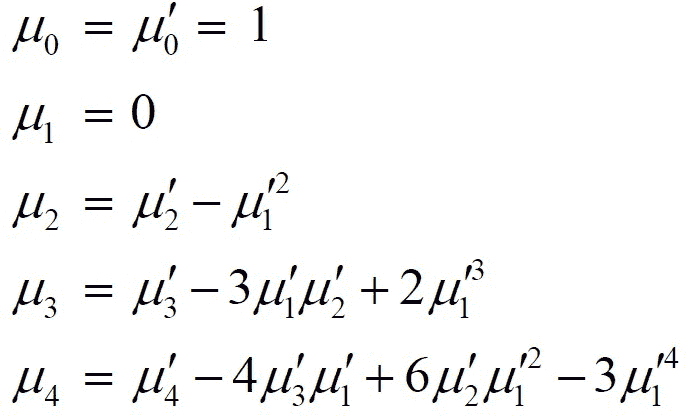 μ₀ = μ′₀ = 1
μ₁ = 0
μ₂ = μ′₂ − μ′₁²
μ₃ = μ′₃ − 3μ′₁μ′₂ + 2μ′₁³
μ₄ = μ′₄ − 4μ′₃μ′₁ + 6μ′₂μ′₁² − 3μ′₁⁴